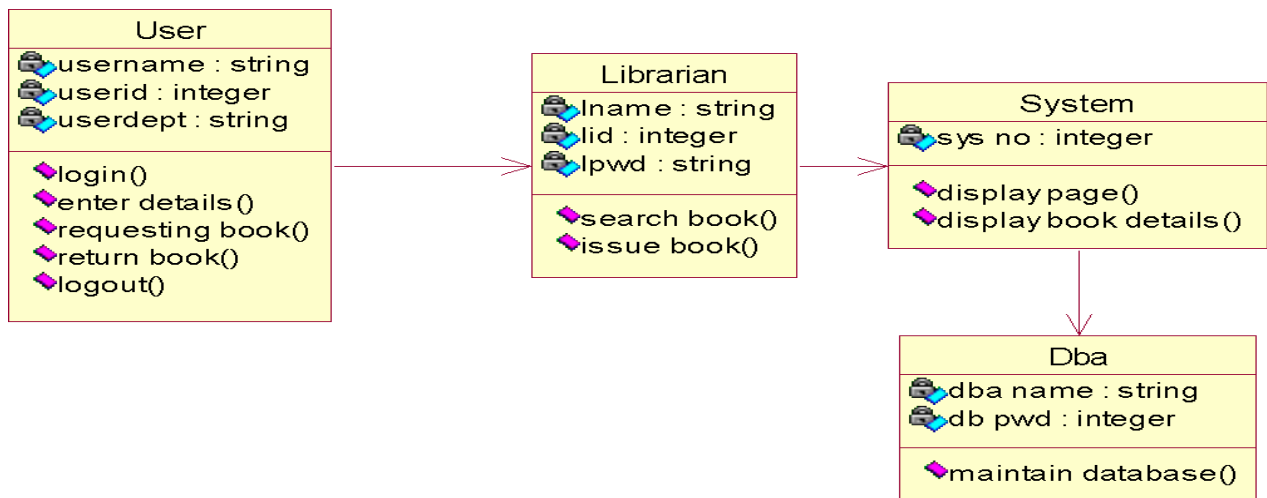 User
username : string
userid : integer
userdept : string
login()
enter details()
requesting book()
return book()
logout()
Librarian
lname : string
lid : integer
lpwd : string
search book()
issue book()
System
sys no : integer
display page()
display book details()
Dba
dba name : string
db pwd : integer
maintain database()